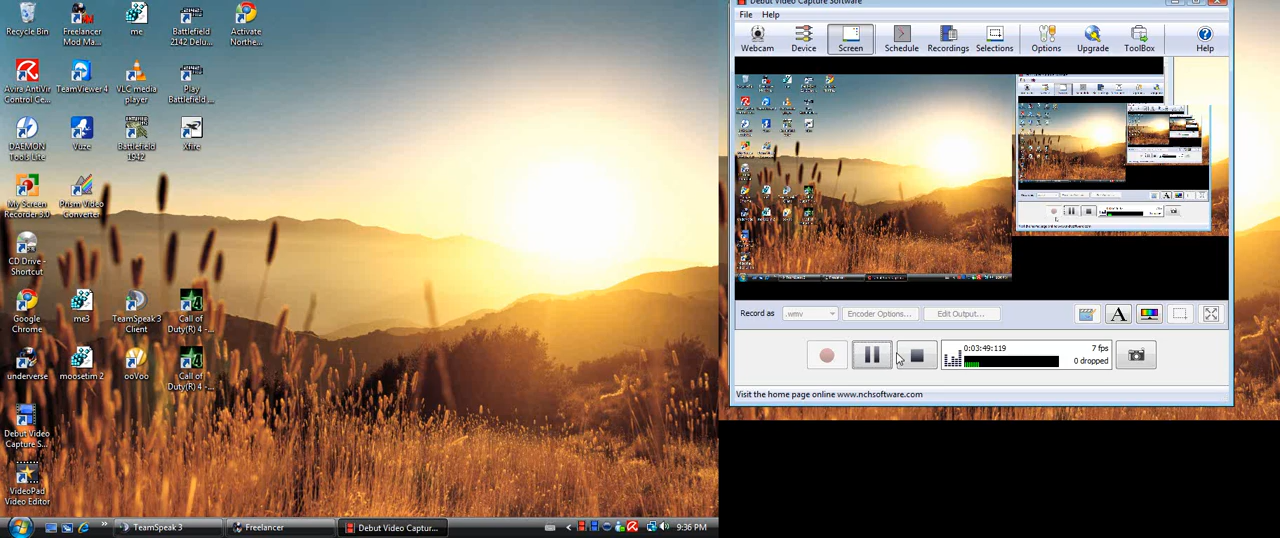 Recycle Bin
Freelancer
Mod Ma...
me
Battlefield
2142 Delu...
Activate
Northe...
Avira AntiVir
Control Ce...
TeamViewer 4
VLC media
player
Play
Battlefield ...
DAEMON
Tools Lite
Vuze
Battlefield
1942
Xfire
My Screen
Recorder 3.0
Prism Video
Converter
CD Drive -
Shortcut
Google
Chrome
me3
TeamSpeak 3
Client
Call of
Duty(R) 4 -...
underverse
moosetim 2
ooVoo
Call of
Duty(R) 4 -...
Debut Video
Capture S...
VideoPad
Video Editor
TeamSpeak 3
Freelancer
Debut Video Captur...
9:36 PM
Debut Video Capture Software
File Help
Webcam
Device
Screen
Schedule
Recordings
Selections
Options
Upgrade
ToolBox
Help
Record as
.wmv
Encoder Options...
Edit Output...
A
0:03:49:119
7 fps
0 dropped
Visit the home page online www.nchsoftware.com